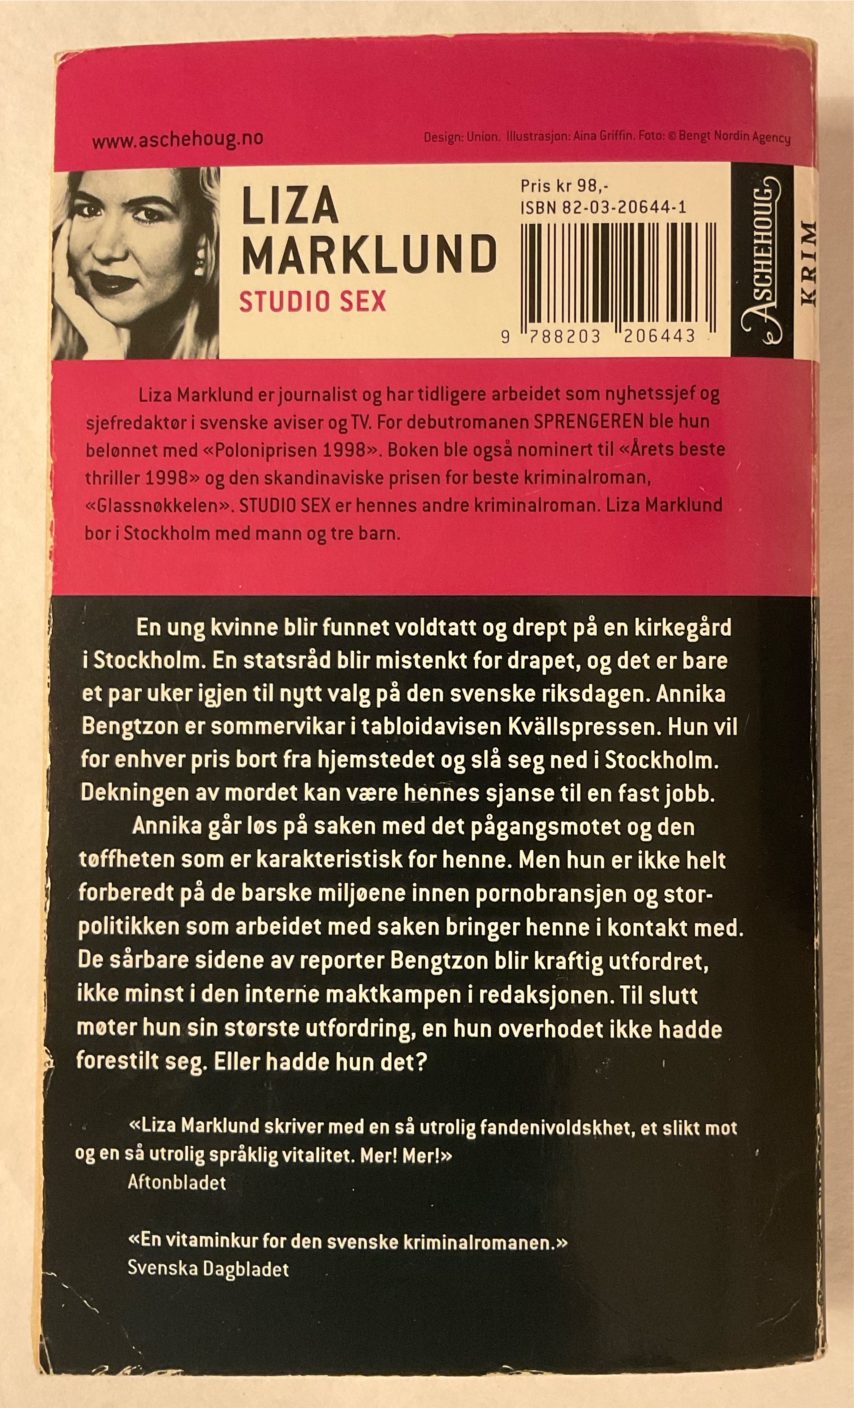 www.aschehoug.no
Design: Union. Illustrasjon: Aina Griffin. Foto: © Bengt Nordin Agency
LIZA
MARKLUND
STUDIO SEX
Pris kr 98,-
ISBN 82-03-20644-1
9 788203 206443
ASCHEHOUG
KRIM
Liza Marklund er journalist og har tidligere arbeidet som nyhetssjef og
sjefredaktør i svenske aviser og TV. For debutromanen SPRENGEREN ble hun
belønnet med «Poloniprisen 1998». Boken ble også nominert til «Årets beste
thriller 1998» og den skandinaviske prisen for beste kriminalroman,
«Glassnøkkelen». STUDIO SEX er hennes andre kriminalroman. Liza Marklund
bor i Stockholm med mann og tre barn.
En ung kvinne blir funnet voldtatt og drept på en kirkegård
i Stockholm. En statsråd blir mistenkt for drapet, og det er bare
et par uker igjen til nytt valg på den svenske riksdagen. Annika
Bengtzon er sommervikar i tabloidavisen Kvällspressen. Hun vil
for enhver pris bort fra hjemstedet og slå seg ned i Stockholm.
Dekningen av mordet kan være hennes sjanse til en fast jobb.
Annika går løs på saken med det pågangsmotet og den
tøffheten som er karakteristisk for henne. Men hun er ikke helt
forberedt på de barske miljøene innen pornobransjen og stor-
politikken som arbeidet med saken bringer henne i kontakt med.
De sårbare sidene av reporter Bengtzon blir kraftig utfordret,
ikke minst i den interne maktkampen i redaksjonen. Til slutt
møter hun sin største utfordring, en hun overhodet ikke hadde
forestilt seg. Eller hadde hun det?
«Liza Marklund skriver med en så utrolig fandenivoldskhet, et slikt mot
og en så utrolig språklig vitalitet. Mer! Mer!»
Aftonbladet
«En vitaminkur for den svenske kriminalromanen.»
Svenska Dagbladet